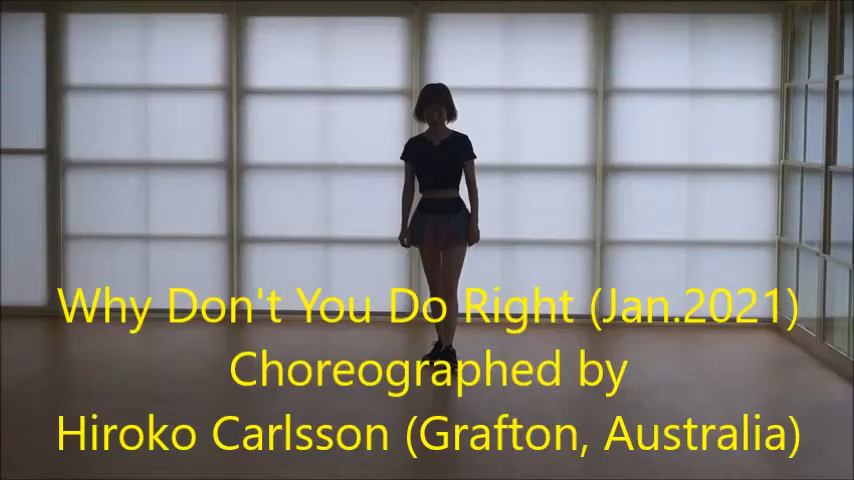 Why Don't You Do Right (Jan.2021)
Choreographed by
Hiroko Carlsson (Grafton, Australia)